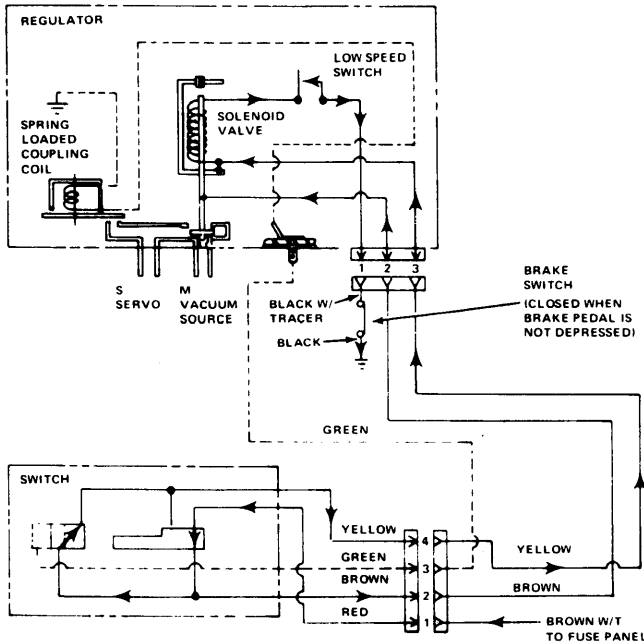 REGULATOR
LOW SPEED
SWITCH
SOLENOID
VALVE
SPRING
LOADED
COUPLING
COIL
1 2 3
S
SERVO
M
VACUUM
SOURCE
BLACK W/
TRACER
BLACK
BRAKE
SWITCH
(CLOSED WHEN
BRAKE PEDAL IS
NOT DEPRESSED)
GREEN
SWITCH
YELLOW
4
YELLOW
GREEN
3
BROWN
2
BROWN
RED
1
BROWN W/T
TO FUSE PANEL